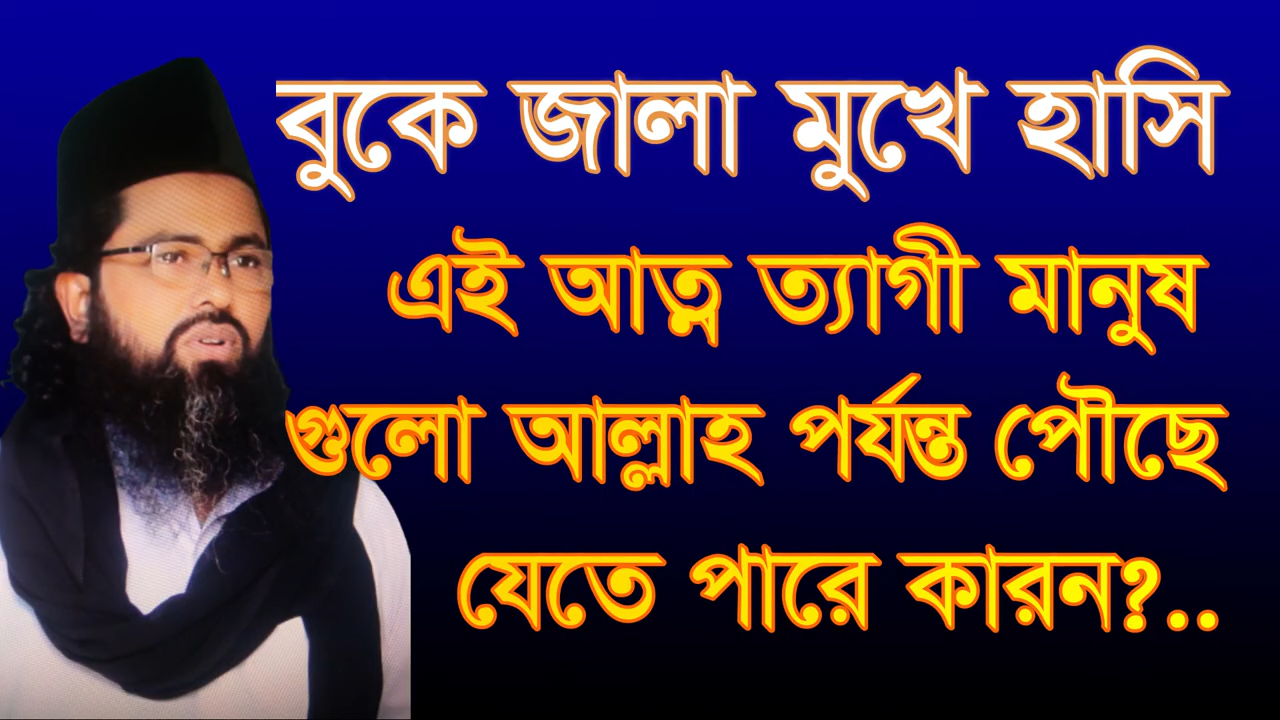 বুকে জালা মুখে হাসি
এই আত্ন ত্যাগী মানুষ
গুলো আল্লাহ পর্যন্ত পৌছে
যেতে পারে কারন?..